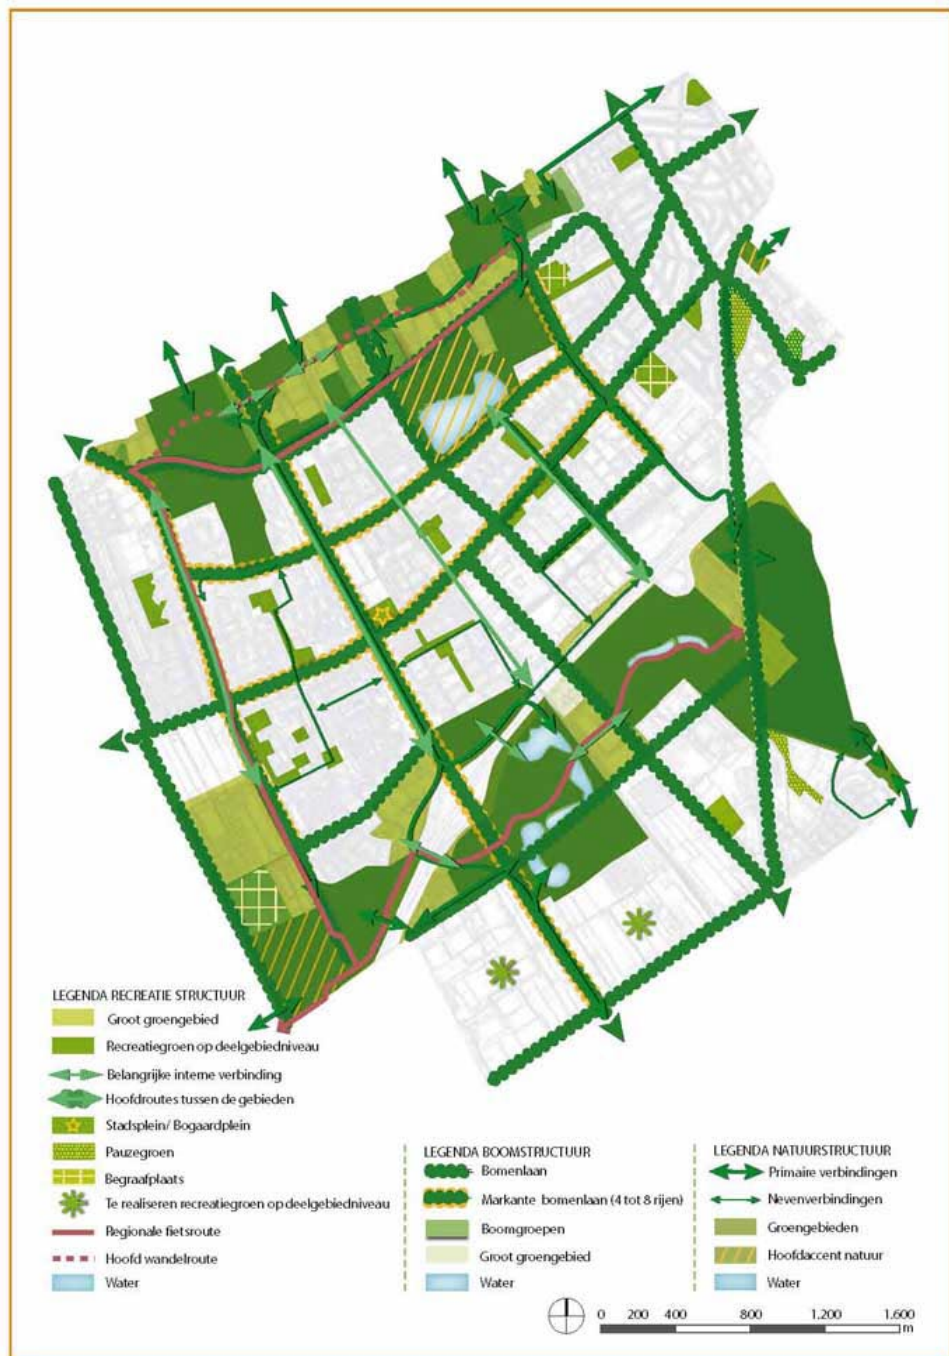 LEGENDA RECREATIE STRUCTUUR
Groot groengebied
Recreatiegroen op deelgebiedniveau
Belangrijke interne verbinding
Hoofdroutes tussen de gebieden
Stadsplein/ Bogaardplein
Pauzegroen
Begraafplaats
Te realiseren recreatiegroen op deelgebiedniveau
Regionale fietsroute
Hoofd wandelroute
Water
LEGENDA BOOMSTRUCTUUR
Bomenlaan
Markante bomenlaan (4 tot 8 rijen)
Boomgroepen
Groot groengebied
Water
LEGENDA NATUURSTRUCTUUR
Primaire verbindingen
Nevenverbindingen
Groengebieden
Hoofdaccent natuur
Water
0 200 400 800 1.200 1.600
m